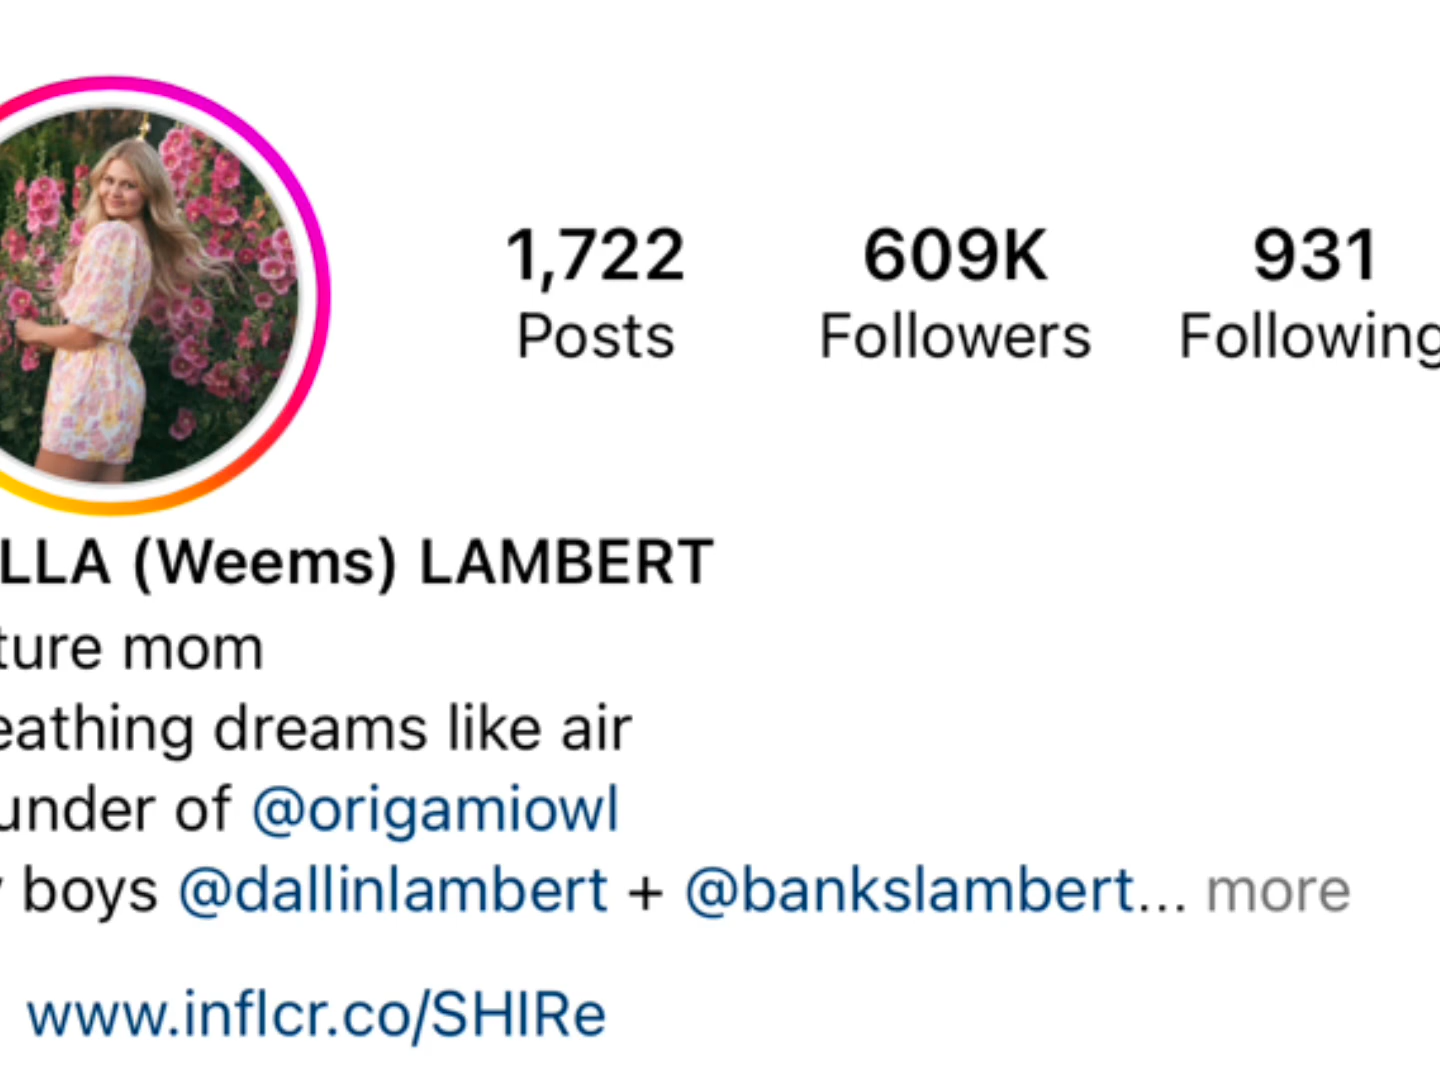 1,722 609K 931
Posts Followers Following
LLA (Weems) LAMBERT
ture mom
eathing dreams like air
under of @origamiowl
boys @dallinlambert + @bankslambert... more
www.inflcr.co/SHIRe